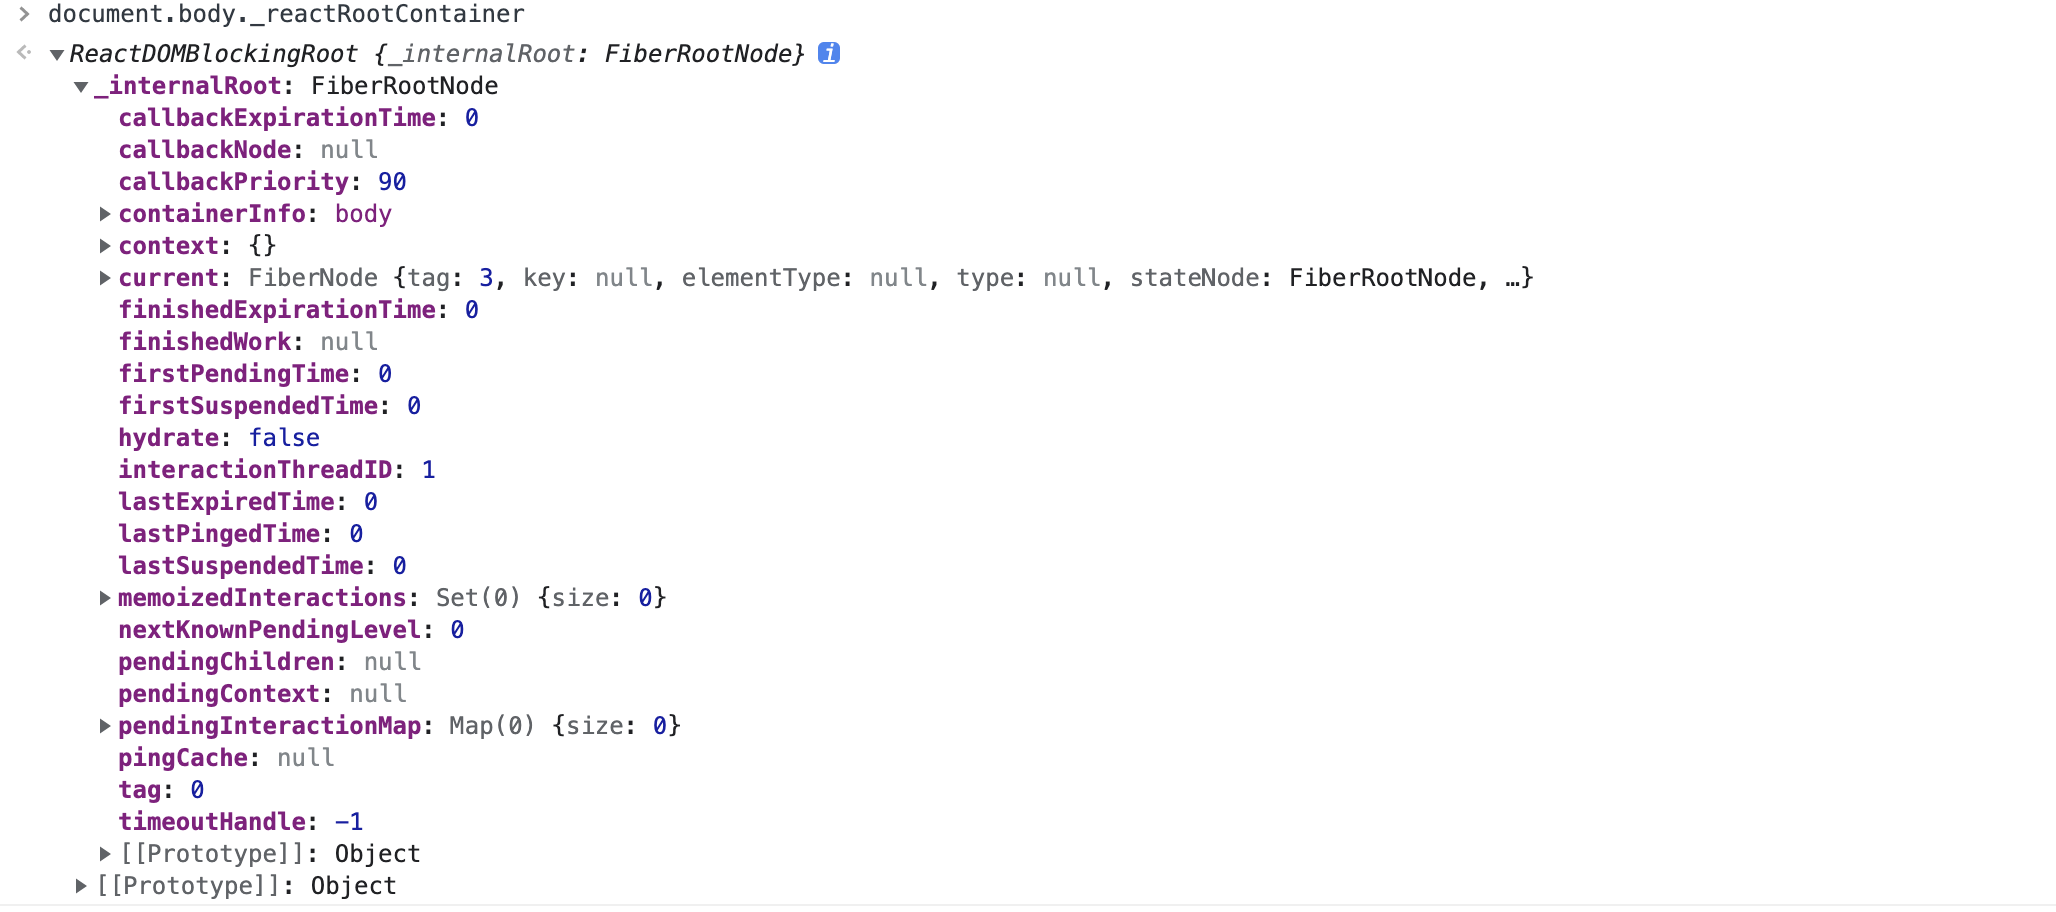 > document.body._reactRootContainer
ReactDOMBlockingRoot {_internalRoot: FiberRootNode} i
_internalRoot: FiberRootNode
callbackExpirationTime: 0
callbackNode: null
callbackPriority: 90
containerInfo: body
context: {}
current: FiberNode {tag: 3, key: null, elementType: null, type: null, stateNode: FiberRootNode, …}
finishedExpirationTime: 0
finishedWork: null
firstPendingTime: 0
firstSuspendedTime: 0
hydrate: false
interactionThreadID: 1
lastExpiredTime: 0
lastPingedTime: 0
lastSuspendedTime: 0
memoizedInteractions: Set(0) {size: 0}
nextKnownPendingLevel: 0
pendingChildren: null
pendingContext: null
pendingInteractionMap: Map(0) {size: 0}
pingCache: null
tag: 0
timeoutHandle: -1
[[Prototype]]: Object
[[Prototype]]: Object